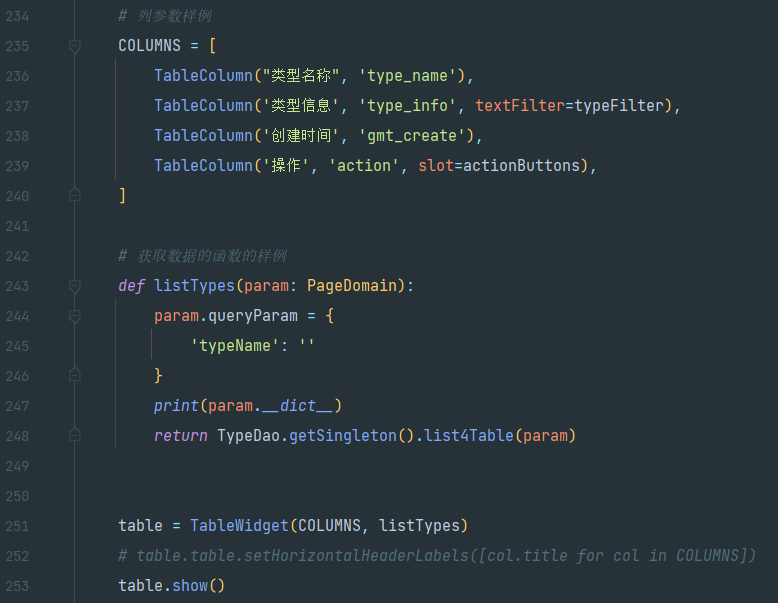 234 # 列参数样例
235 COLUMNS = [
236 TableColumn("类型名称", 'type_name'),
237 TableColumn('类型信息', 'type_info', textFilter=typeFilter),
238 TableColumn('创建时间', 'gmt_create'),
239 TableColumn('操作', 'action', slot=actionButtons),
240 ]
241
242 # 获取数据的函数的样例
243 def listTypes(param: PageDomain):
244 param.queryParam = {
245 'typeName': ''
246 }
247 print(param.__dict__)
248 return TypeDao.getSingleton().list4Table(param)
249
250
251 table = TableWidget(COLUMNS, listTypes)
252 # table.table.setHorizontalHeaderLabels([col.title for col in COLUMNS])
253 table.show()